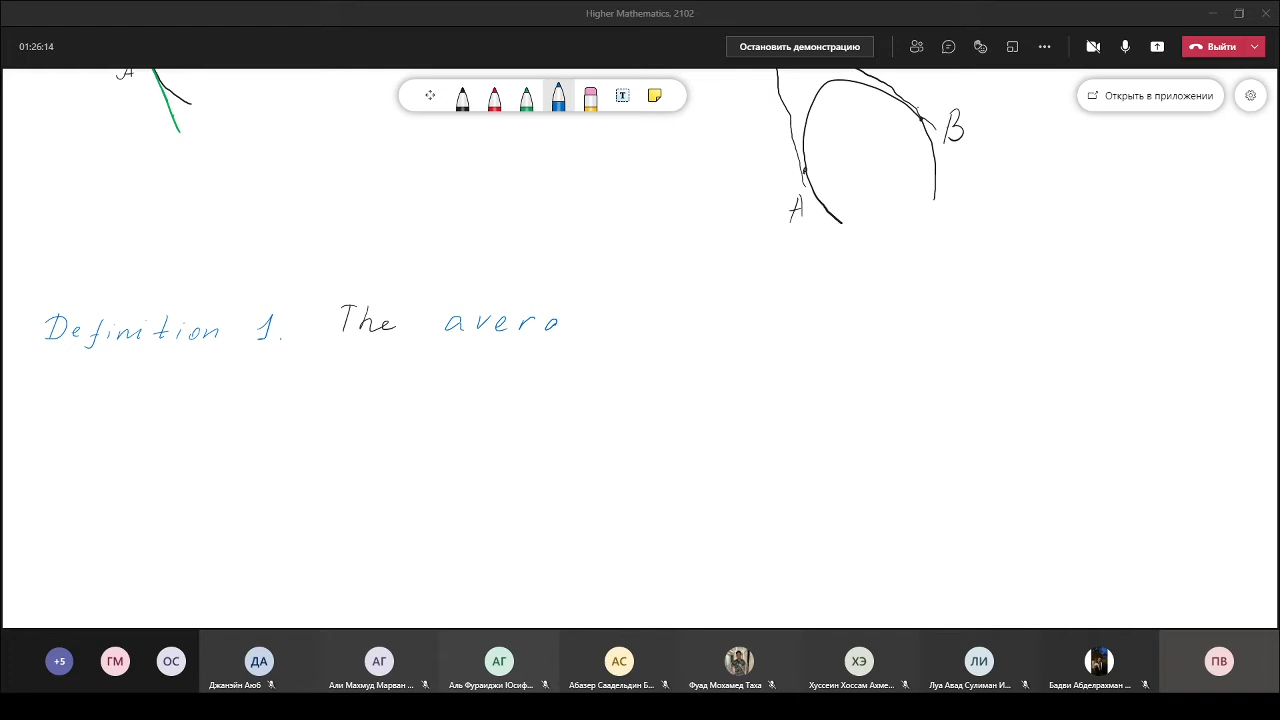 Higher Mathematics, 2102
01:26:14
Остановить демонстрацию
Выйти
A
Открыть в приложении
B
A
Definition 1. The avera
+5
ГМ
ОС
ДА
АГ
АГ
АС
ХЭ
ЛИ
ПВ
Джанэйн Аюб
Али Махмуд Марван ...
Аль Фураиджи Юсиф...
Абазер Саадельдин Б...
Фуад Мохамед Таха
Хуссеин Хоссам Ахме...
Луа Авад Сулиман И...
Бадви Абделрахман ...